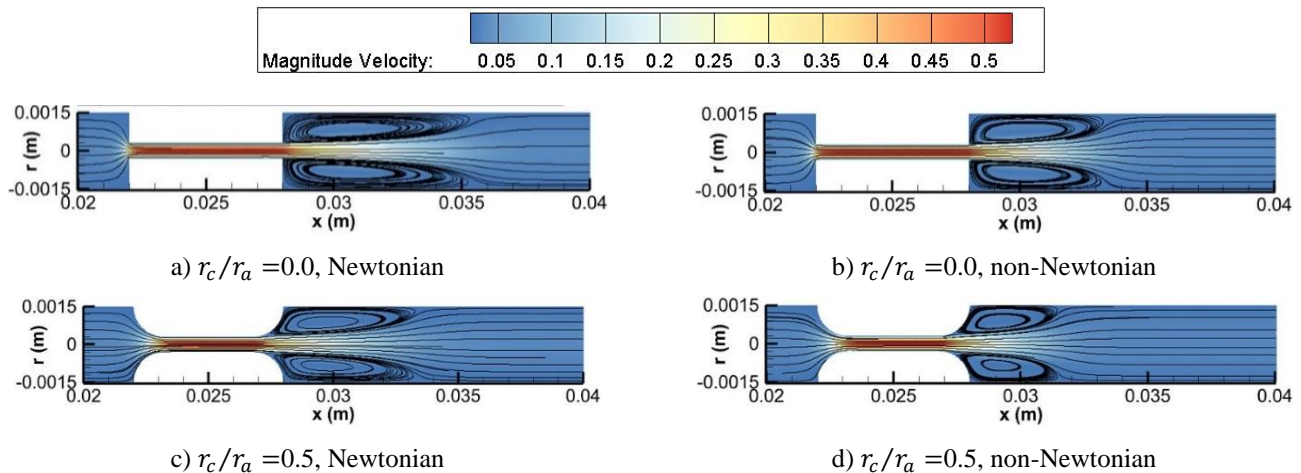 Magnitude Velocity: 0.05 0.1 0.15 0.2 0.25 0.3 0.35 0.4 0.45 0.5
0.0015
r (m)
0
-0.0015
0.02 0.025 0.03 0.035 0.04
x (m)
a) r_c/r_a =0.0, Newtonian
0.0015
r (m)
0
-0.0015
0.02 0.025 0.03 0.035 0.04
x (m)
b) r_c/r_a =0.0, non-Newtonian
0.0015
r (m)
0
-0.0015
0.02 0.025 0.03 0.035 0.04
x (m)
c) r_c/r_a =0.5, Newtonian
0.0015
r (m)
0
-0.0015
0.02 0.025 0.03 0.035 0.04
x (m)
d) r_c/r_a =0.5, non-Newtonian